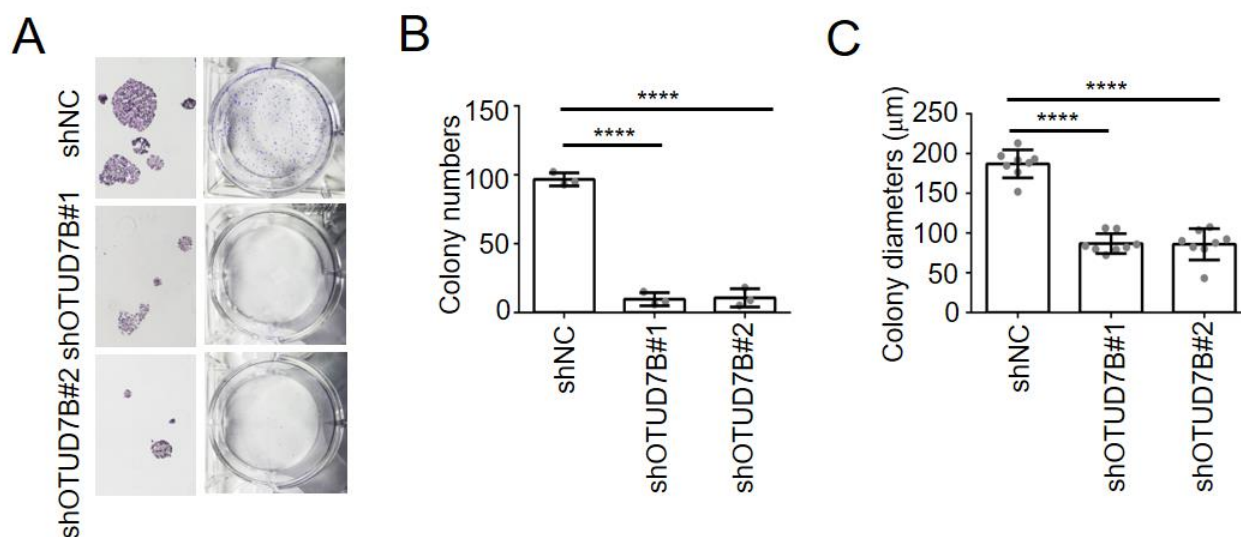 A
shNC
shOTUD7B#1
shOTUD7B#2
B
Colony numbers
150
100
50
0
****
****
shNC
shOTUD7B#1
shOTUD7B#2
C
Colony diameters (μm)
250
200
150
100
50
0
****
****
shNC
shOTUD7B#1
shOTUD7B#2